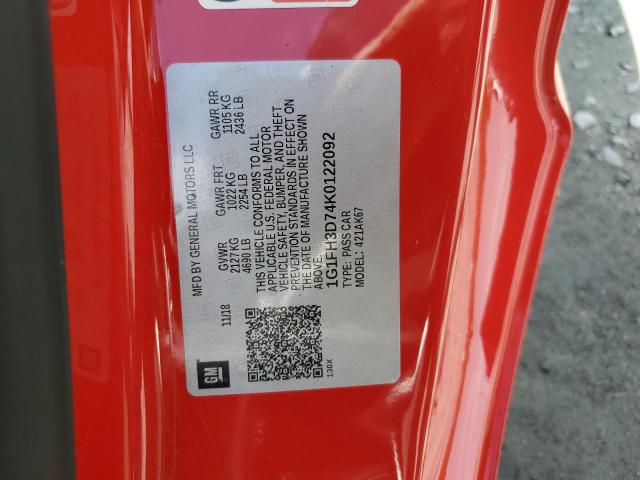 MFD BY GENERAL MOTORS LLC
11/18
GVWR
2127 KG
4690 LB
GAWR FRT
1022 KG
2254 LB
GAWR RR
1105 KG
2436 LB
THIS VEHICLE CONFORMS TO ALL
APPLICABLE U.S. FEDERAL MOTOR
VEHICLE SAFETY, BUMPER, AND THEFT
PREVENTION STANDARDS IN EFFECT ON
THE DATE OF MANUFACTURE SHOWN
ABOVE.
1G1FH3D74K0122092
TYPE: PASS CAR
MODEL: 421AK67
GM
130X